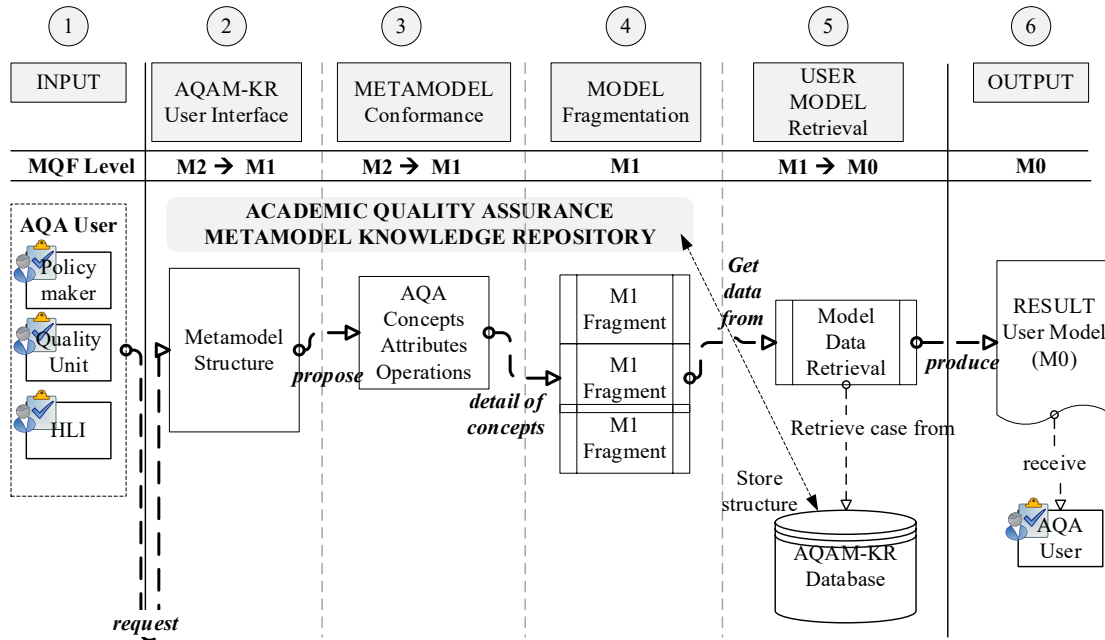 1
2
3
4
5
6
INPUT
AQAM-KR
User Interface
METAMODEL
Conformance
MODEL
Fragmentation
USER
MODEL
Retrieval
OUTPUT
MQF Level
M2 → M1
M2 → M1
M1
M1 → M0
M0
ACADEMIC QUALITY ASSURANCE
METAMODEL KNOWLEDGE REPOSITORY
AQA User
Policy
maker
Quality
Unit
HLI
request
Metamodel
Structure
propose
AQA
Concepts
Attributes
Operations
detail of
concepts
M1
Fragment
M1
Fragment
M1
Fragment
Get
data
from
Model
Data
Retrieval
Retrieve case from
Store
structure
AQAM-KR
Database
produce
RESULT
User Model
(M0)
receive
AQA
User